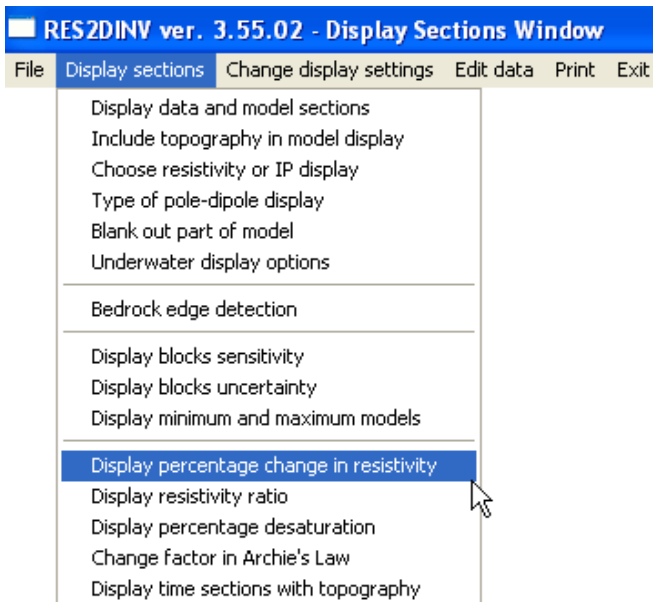 RES2DINV ver. 3.55.02 - Display Sections Window
File Display sections Change display settings Edit data Print Exit
Display data and model sections
Include topography in model display
Choose resistivity or IP display
Type of pole-dipole display
Blank out part of model
Underwater display options
Bedrock edge detection
Display blocks sensitivity
Display blocks uncertainty
Display minimum and maximum models
Display percentage change in resistivity
Display resistivity ratio
Display percentage desaturation
Change factor in Archie's Law
Display time sections with topography